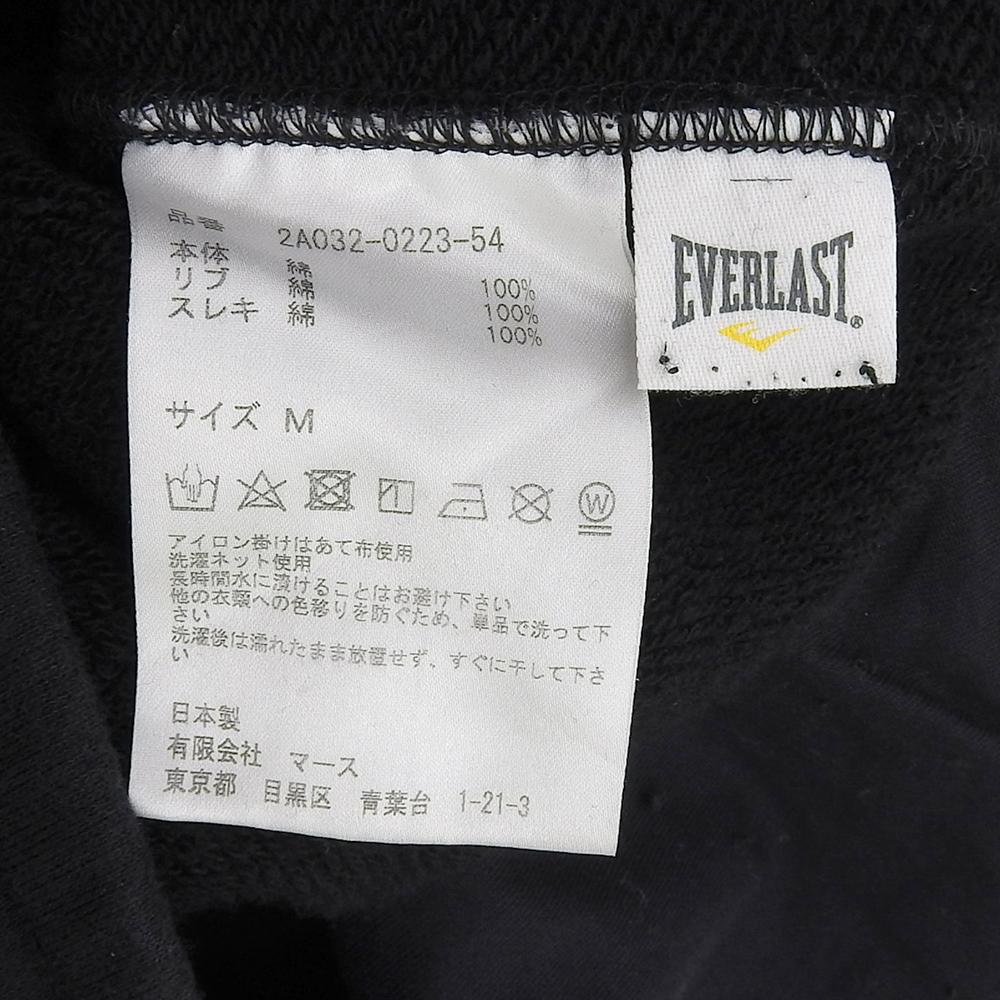 品番 2A032-0223-54
本体 綿 100%
リブ 綿 100%
スレキ 綿 100%
サイズ M
アイロン掛けはあて布使用
洗濯ネット使用
長時間水に漬けることはお避け下さい
他の衣類への色移りを防ぐため、単品で洗って下
さい
洗濯後は濡れたまま放置せず、すぐに干して下さ
い
日本製
有限会社 マース
東京都 目黒区 青葉台 1-21-3
EVERLAST®
W